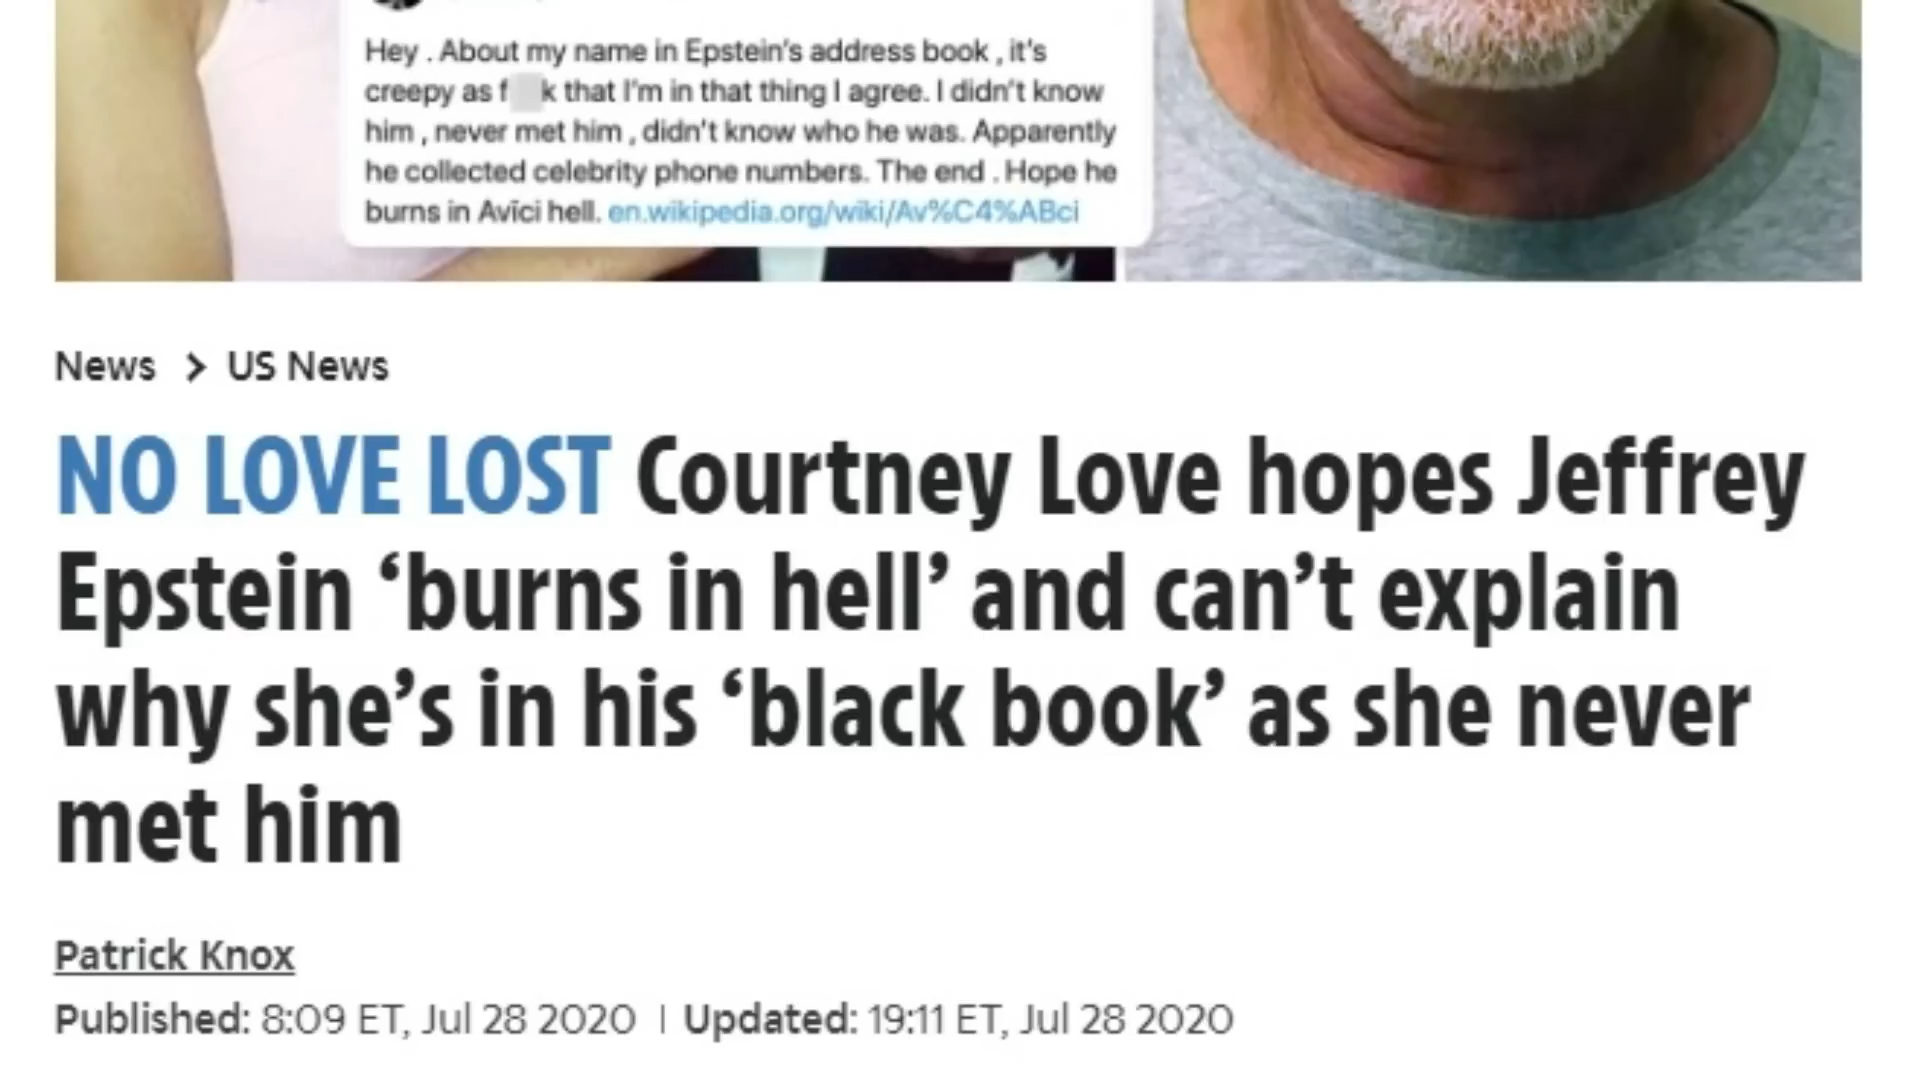 Hey . About my name in Epstein's address book , it's
creepy as f k that I'm in that thing I agree. I didn't know
him , never met him , didn't know who he was. Apparently
he collected celebrity phone numbers. The end . Hope he
burns in Avīci hell. en.wikipedia.org/wiki/Av%C4%ABci
News > US News
NO LOVE LOST Courtney Love hopes Jeffrey
Epstein ‘burns in hell’ and can’t explain
why she’s in his ‘black book’ as she never
met him
Patrick Knox
Published: 8:09 ET, Jul 28 2020 | Updated: 19:11 ET, Jul 28 2020